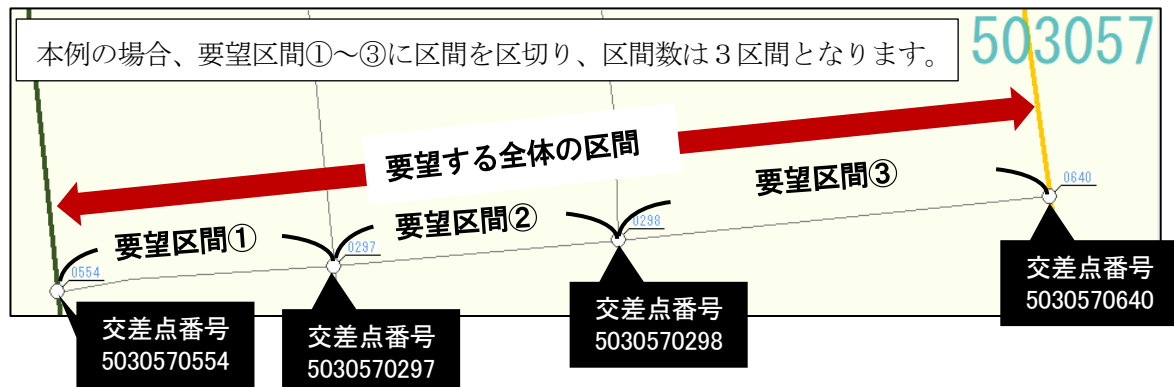 本例の場合、要望区間①～③に区間を区切り、区間数は３区間となります。
503057
要望する全体の区間
要望区間①
要望区間②
要望区間③
0554
0297
0298
0640
交差点番号
5030570554
交差点番号
5030570297
交差点番号
5030570298
交差点番号
5030570640